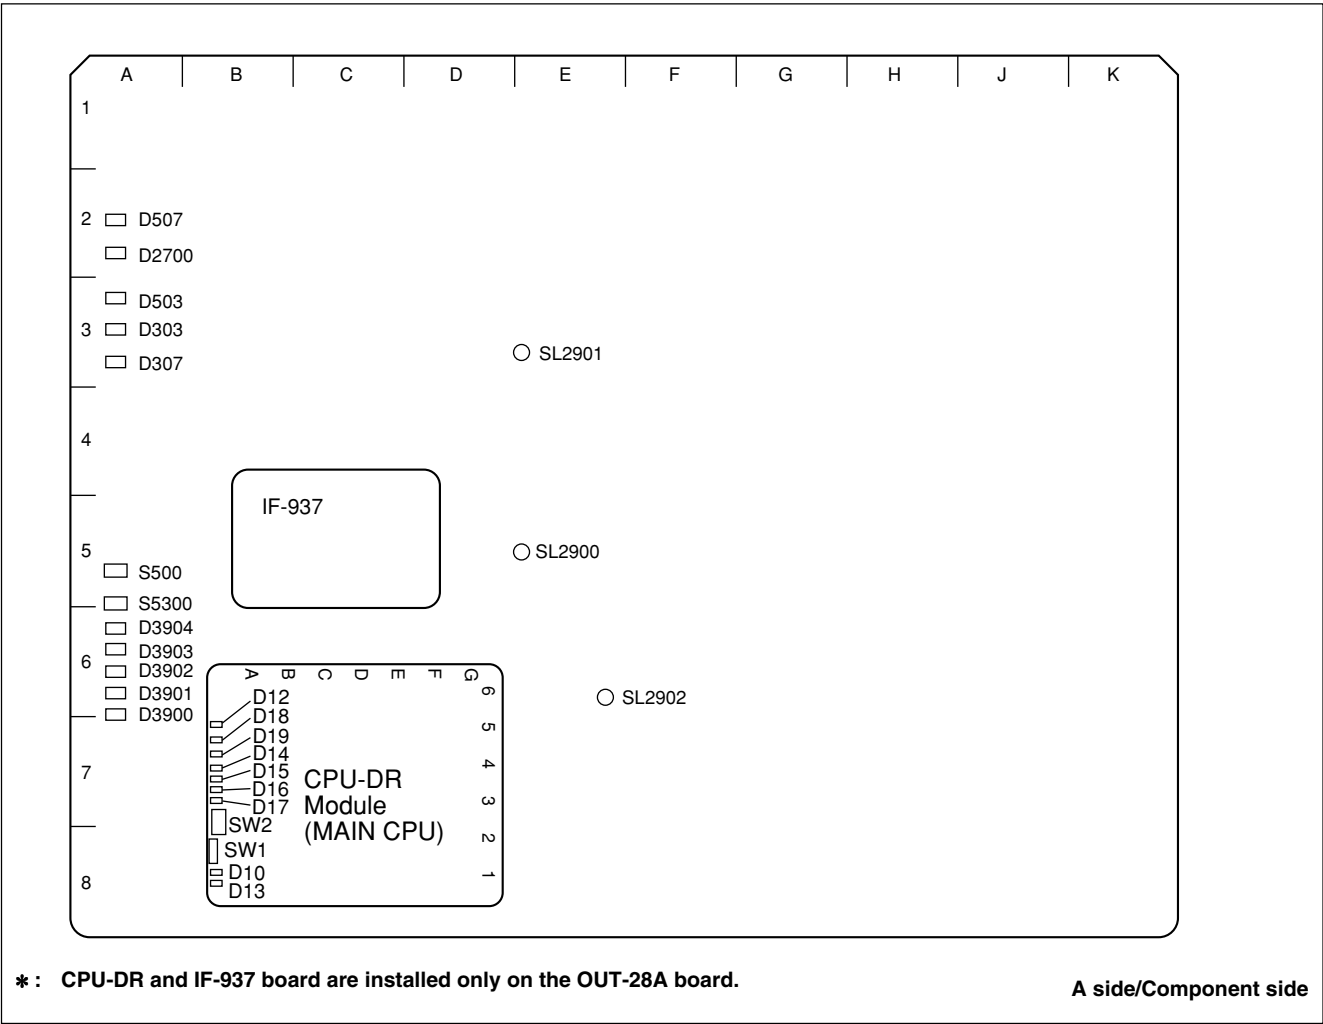 A B C D E F G H J K
1
2
D507
D2700
D503
3
D303
D307
SL2901
4
IF-937
5
SL2900
S500
S5300
D3904
D3903
6
D3902
D3901
D3900
SL2902
A B C D E F G
6
5
4
3
2
1
D12
D18
D19
D14
D15
D16
D17
SW2
SW1
D10
D13
CPU-DR
Module
(MAIN CPU)
7
8
* : CPU-DR and IF-937 board are installed only on the OUT-28A board.
A side/Component side